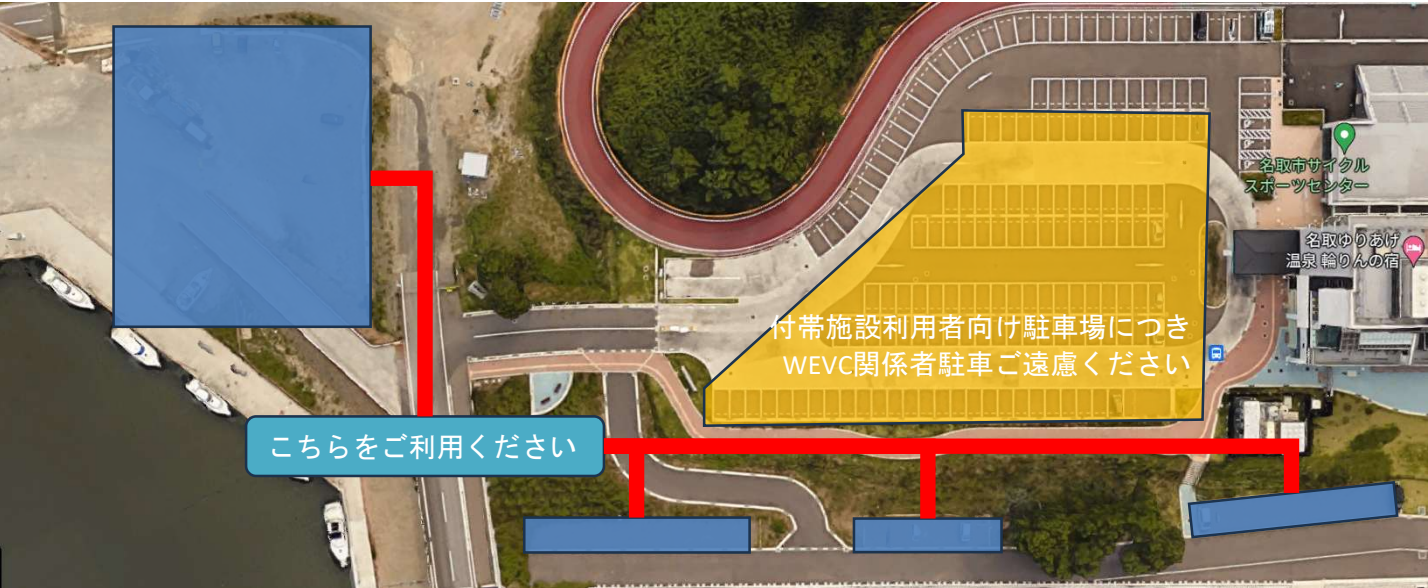 名取市サイクル
スポーツセンター
名取ゆりあげ
温泉 輪りんの宿
付帯施設利用者向け駐車場につき
WEVC関係者駐車ご遠慮ください
こちらをご利用ください